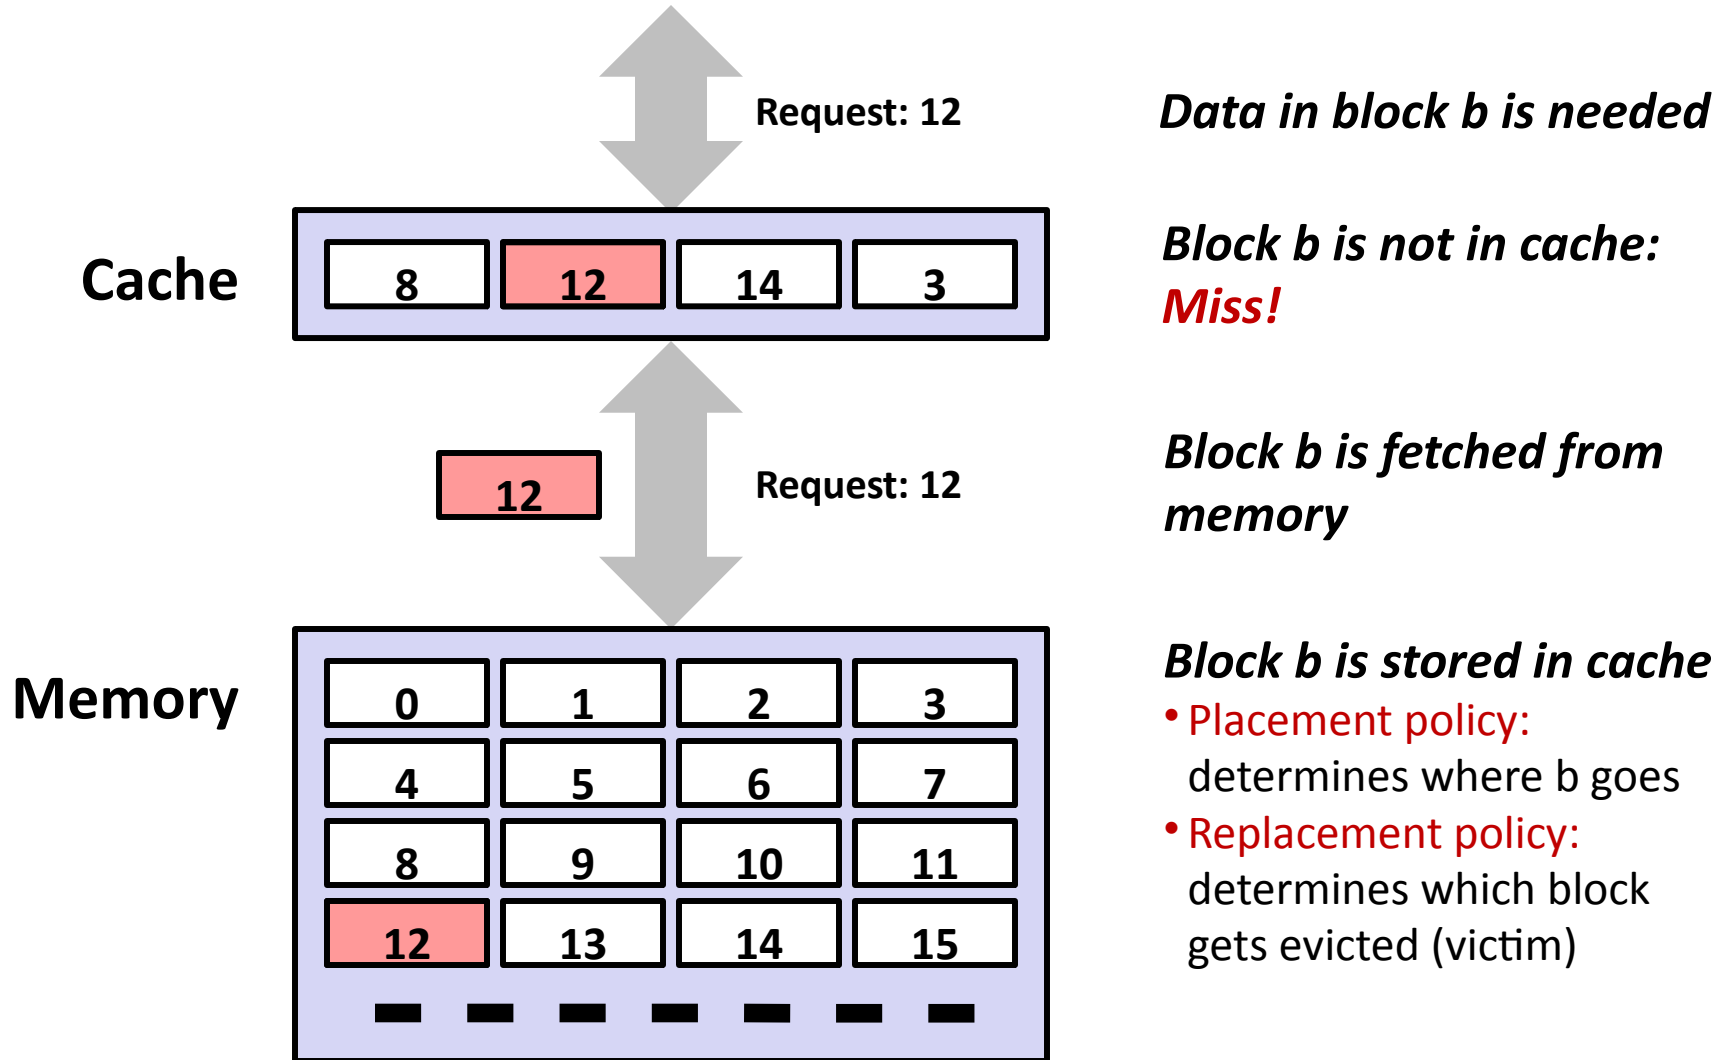 Request: 12
Data in block b is needed
Cache
8 12 14 3
Block b is not in cache:
Miss!
12
Request: 12
Block b is fetched from
memory
Memory
0 1 2 3
4 5 6 7
8 9 10 11
12 13 14 15
Block b is stored in cache
• Placement policy:
determines where b goes
• Replacement policy:
determines which block
gets evicted (victim)